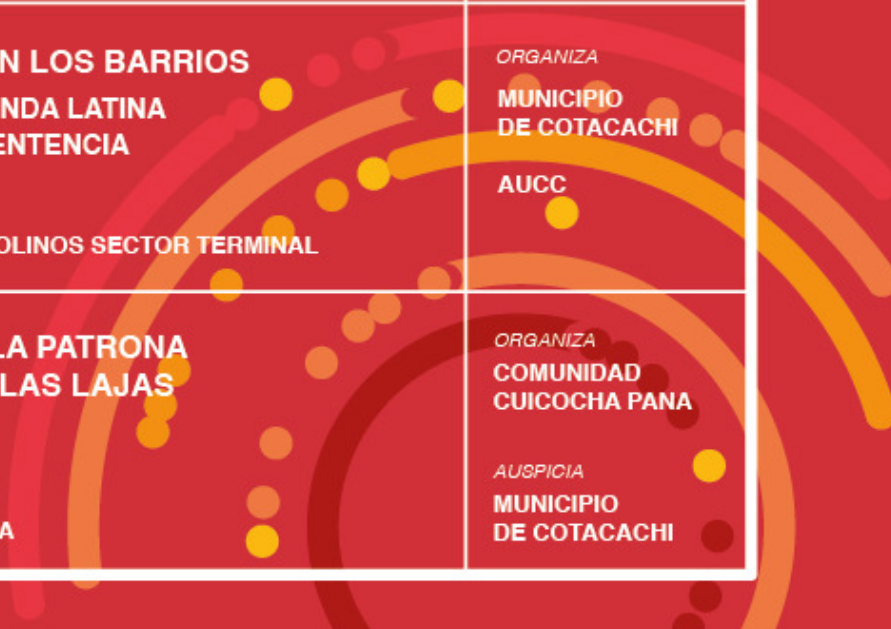 N LOS BARRIOS
NDA LATINA
ENTENCIA
OLINOS SECTOR TERMINAL
ORGANIZA
MUNICIPIO
DE COTACACHI
AUCC
LA PATRONA
LAS LAJAS
A
ORGANIZA
COMUNIDAD
CUICOCHA PANA
AUSPICIA
MUNICIPIO
DE COTACACHI